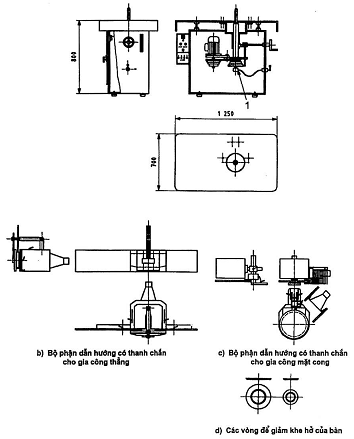 800
1
1 250
700
b) Bộ phận dẫn hướng có thanh chắn
cho gia công thẳng
c) Bộ phận dẫn hướng có thanh chắn
cho gia công mặt cong
d) Các vòng để giảm khe hở của bàn